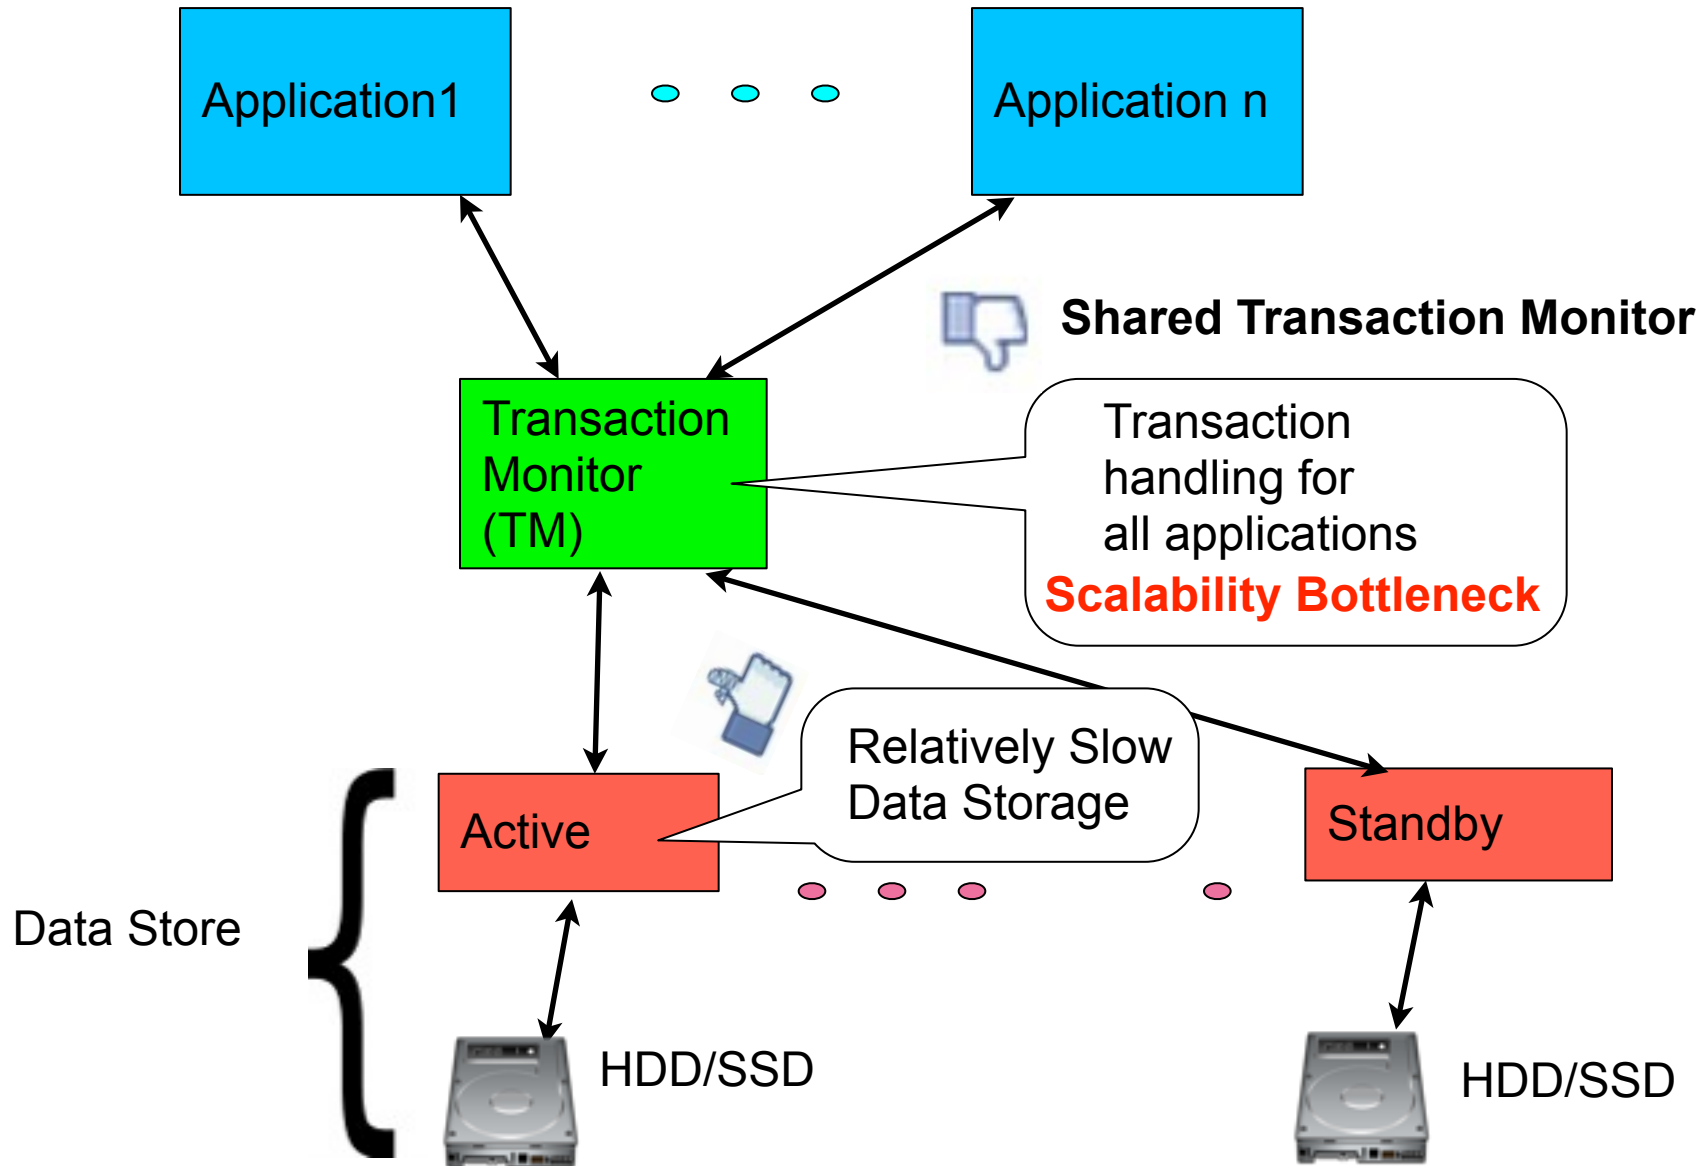 Application1
Application n
Shared Transaction Monitor
Transaction
Monitor
(TM)
Transaction
handling for
all applications
Scalability Bottleneck
Relatively Slow
Data Storage
Active
Standby
Data Store
HDD/SSD
HDD/SSD